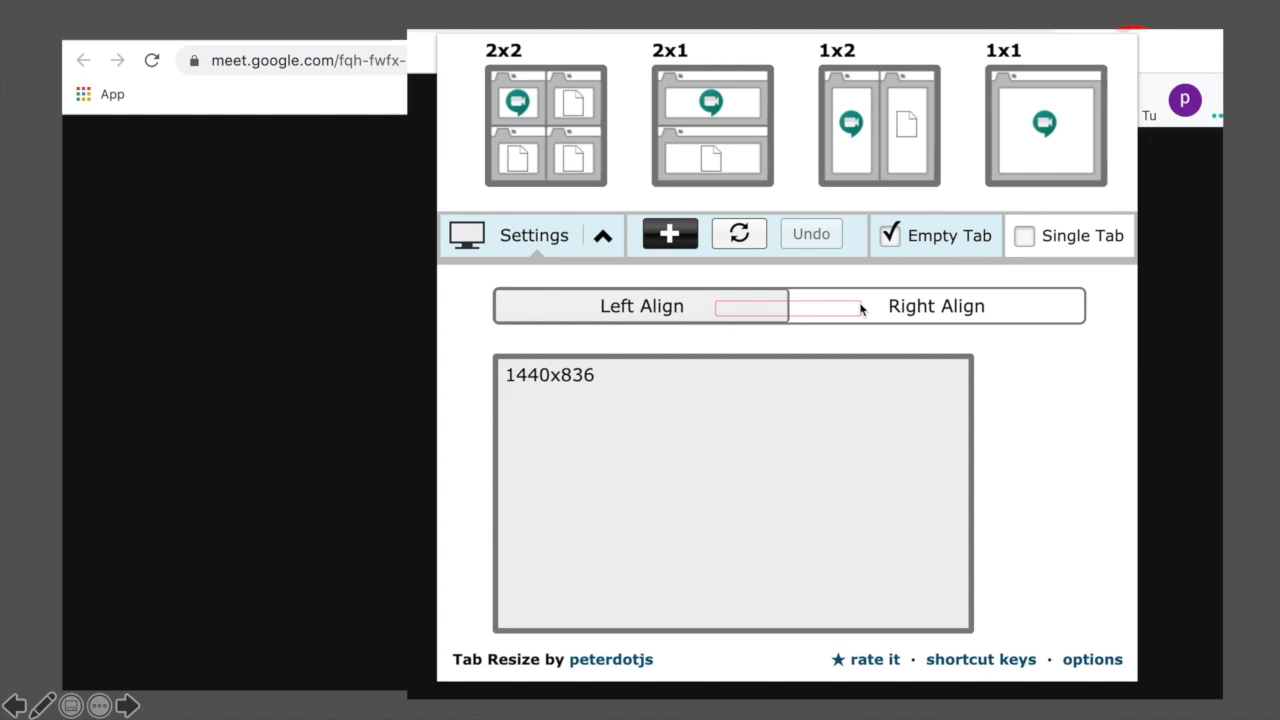 2x2 2x1 1x2 1x1
meet.google.com/fqh-fwfx-
App
Tu
p
Settings Undo Empty Tab Single Tab
Left Align Right Align
1440x836
Tab Resize by peterdotjs ★ rate it · shortcut keys · options